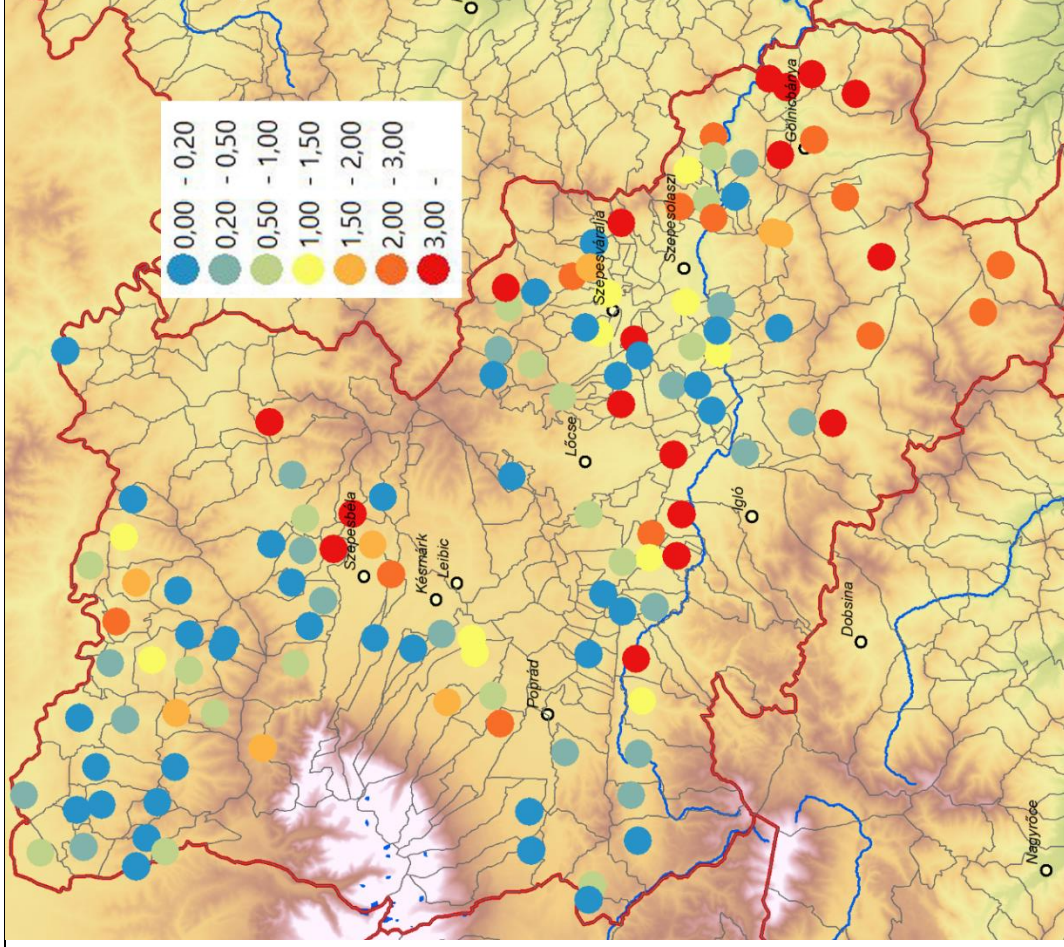 0,00 - 0,20
0,20 - 0,50
0,50 - 1,00
1,00 - 1,50
1,50 - 2,00
2,00 - 3,00
3,00 -
Szepesbéla
Késmárk
Leibic
Poprád
Lőcse
Szepesváralja
Szepesolaszi
Gölnicbánya
Igló
Dobsina
Nagyrőce